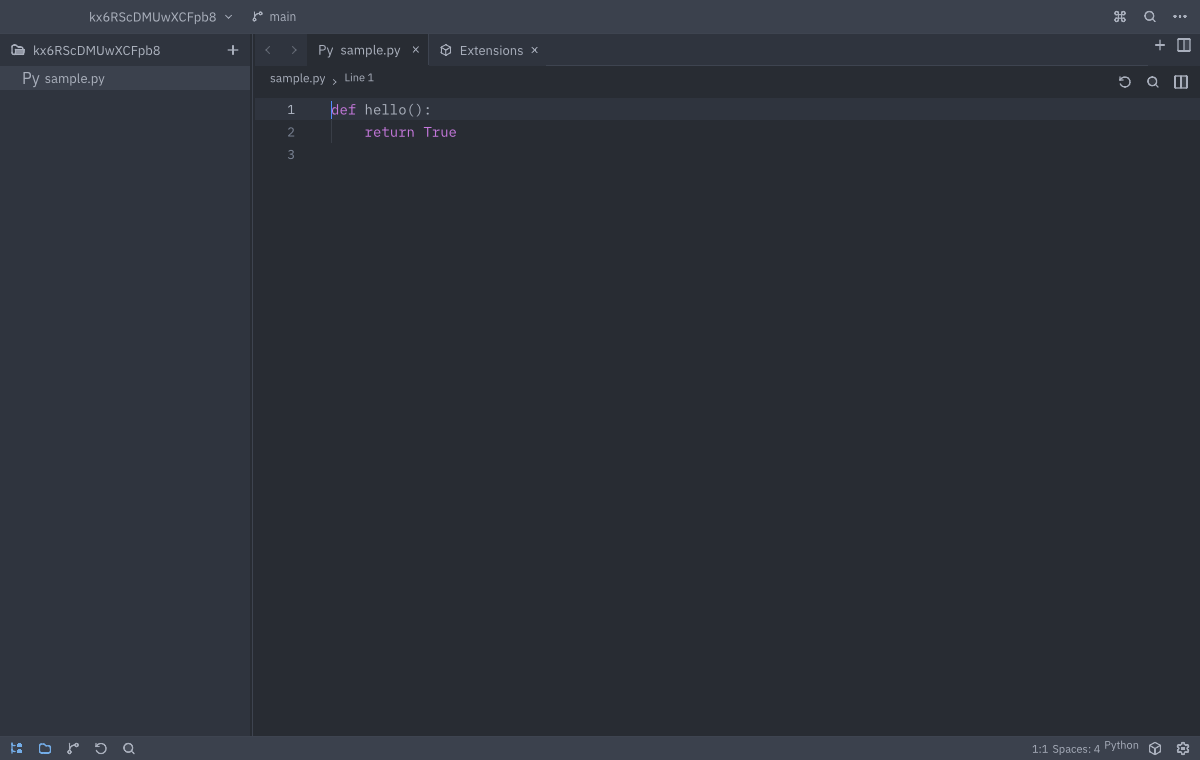 kx6RScDMUwXCFpb8 main
kx6RScDMUwXCFpb8
Py sample.py
Py sample.py Extensions
sample.py Line 1
1 def hello():
2 return True
3
1:1 Spaces: 4 Python